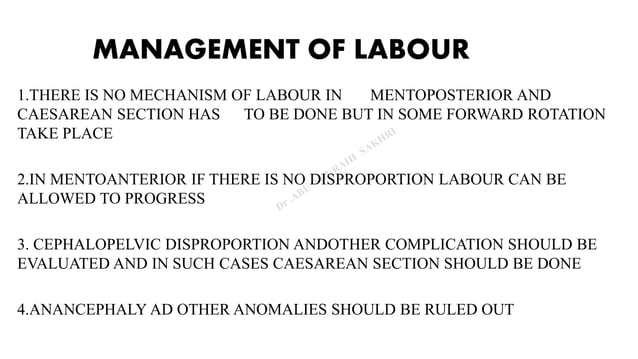 MANAGEMENT OF LABOUR
1.THERE IS NO MECHANISM OF LABOUR IN MENTOPOSTERIOR AND
CAESAREAN SECTION HAS TO BE DONE BUT IN SOME FORWARD ROTATION
TAKE PLACE
2.IN MENTOANTERIOR IF THERE IS NO DISPROPORTION LABOUR CAN BE
ALLOWED TO PROGRESS
3. CEPHALOPELVIC DISPROPORTION ANDOTHER COMPLICATION SHOULD BE
EVALUATED AND IN SUCH CASES CAESAREAN SECTION SHOULD BE DONE
4.ANANCEPHALY AD OTHER ANOMALIES SHOULD BE RULED OUT
Dr SAKHRI